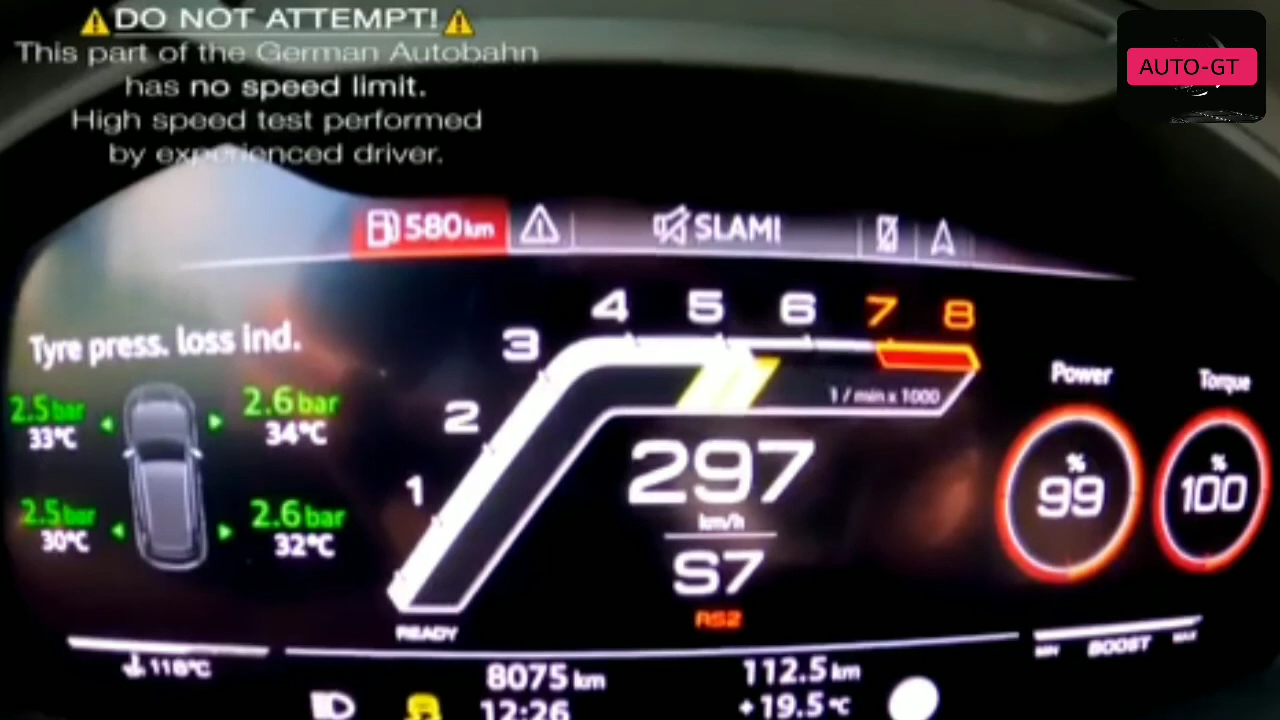 DO NOT ATTEMPT!
This part of the German Autobahn
has no speed limit.
High speed test performed
by experienced driver.
AUTO-GT
580 km
SLAM!
Tyre press. loss ind.
2.5 bar
33°C
2.6 bar
34°C
2.5 bar
30°C
2.6 bar
32°C
1
2
3
4
5
6
7
8
1 / min x 1000
297
km/h
S7
RS2
READY
Power
%
99
Torque
%
100
MIN
BOOST
MAX
118°C
8075 km
112.5 km
12:26
+19.5 °C